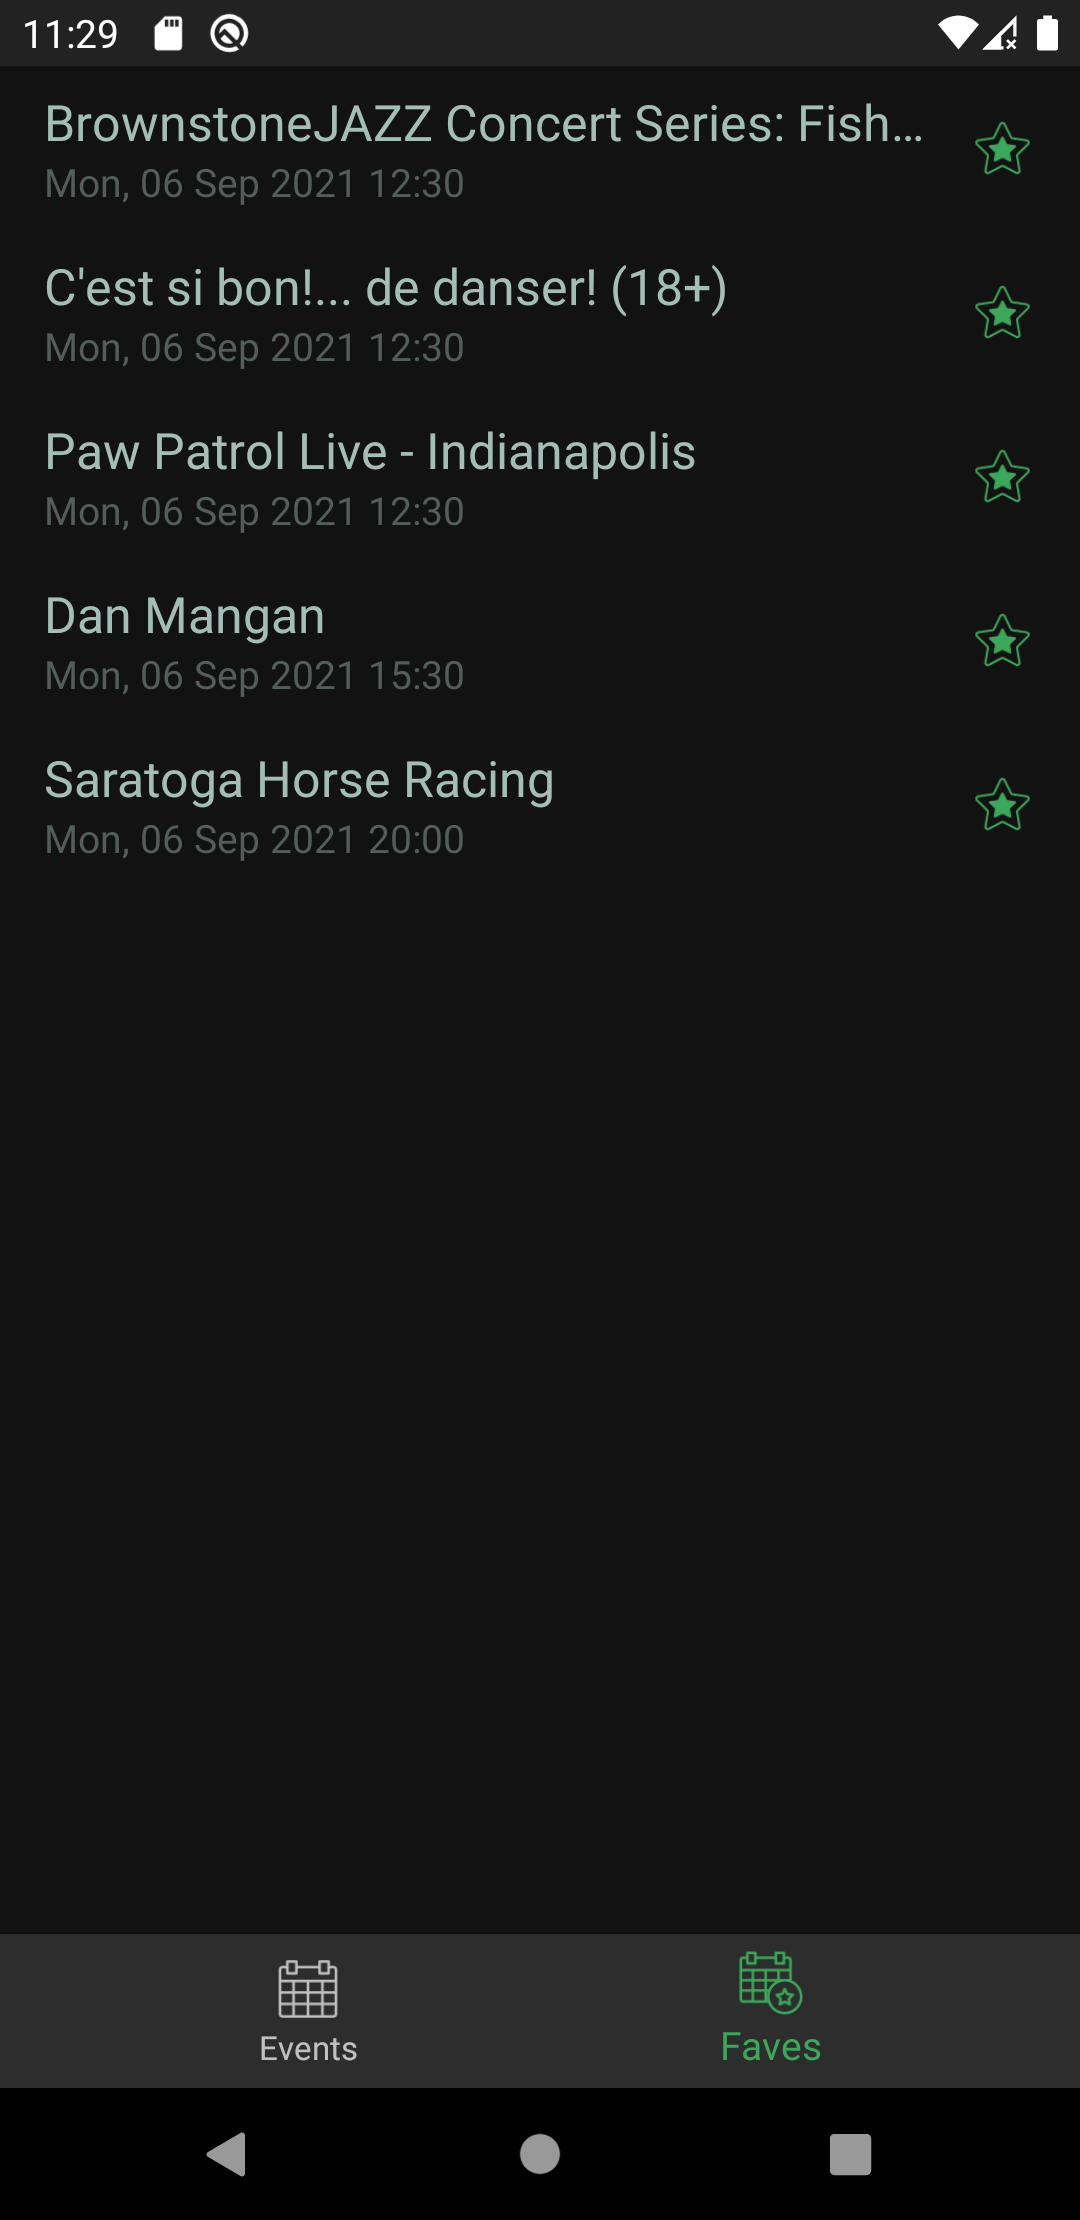 11:29
BrownstoneJAZZ Concert Series: Fish…
Mon, 06 Sep 2021 12:30
C'est si bon!... de danser! (18+)
Mon, 06 Sep 2021 12:30
Paw Patrol Live - Indianapolis
Mon, 06 Sep 2021 12:30
Dan Mangan
Mon, 06 Sep 2021 15:30
Saratoga Horse Racing
Mon, 06 Sep 2021 20:00
Events
Faves